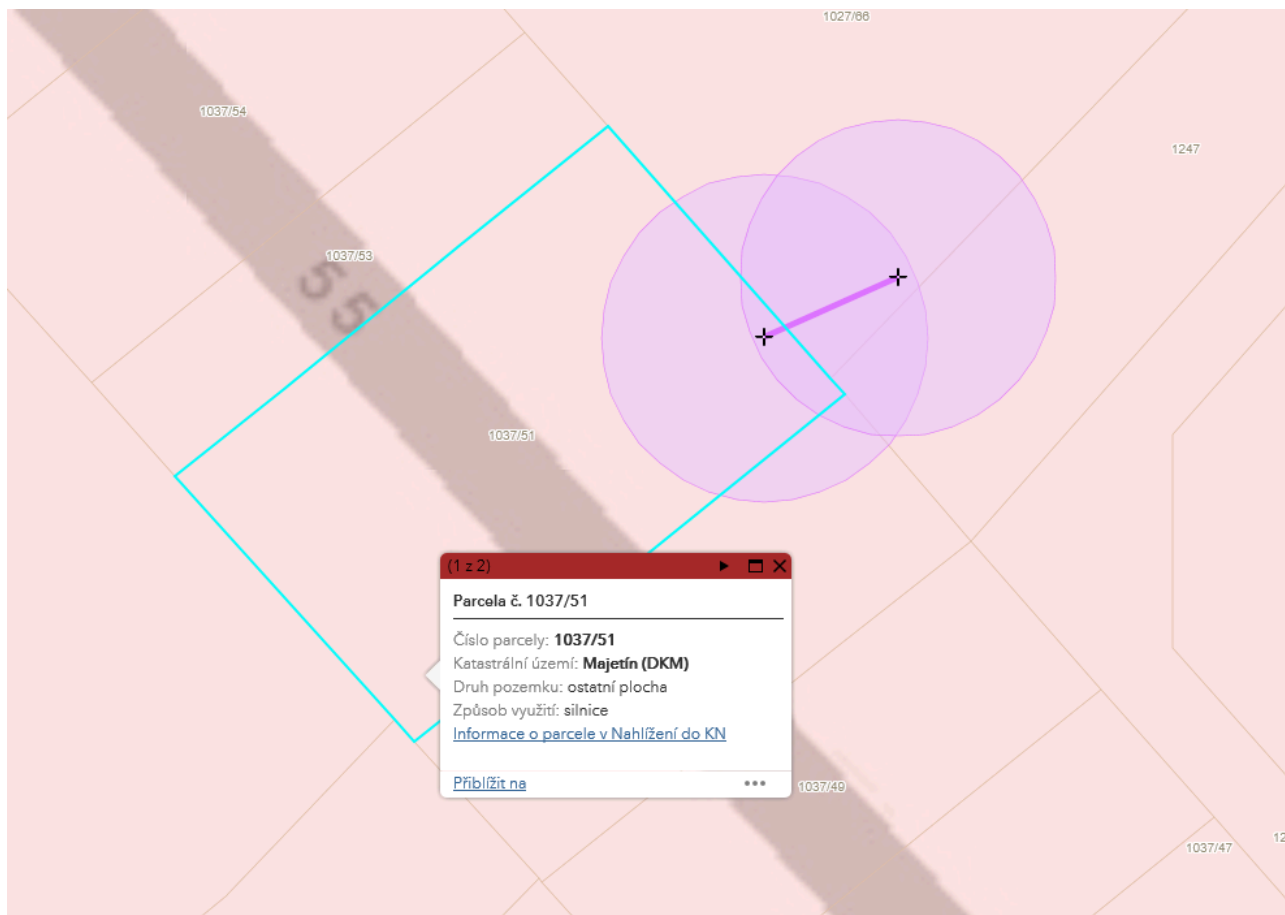 1027/66
1037/54
1247
1037/53
55
1037/51
(1 z 2)
Parcela č. 1037/51
Číslo parcely: 1037/51
Katastrální území: Majetín (DKM)
Druh pozemku: ostatní plocha
Způsob využití: silnice
Informace o parcele v Nahlížení do KN
Přiblížit na
1037/49
1037/47
12